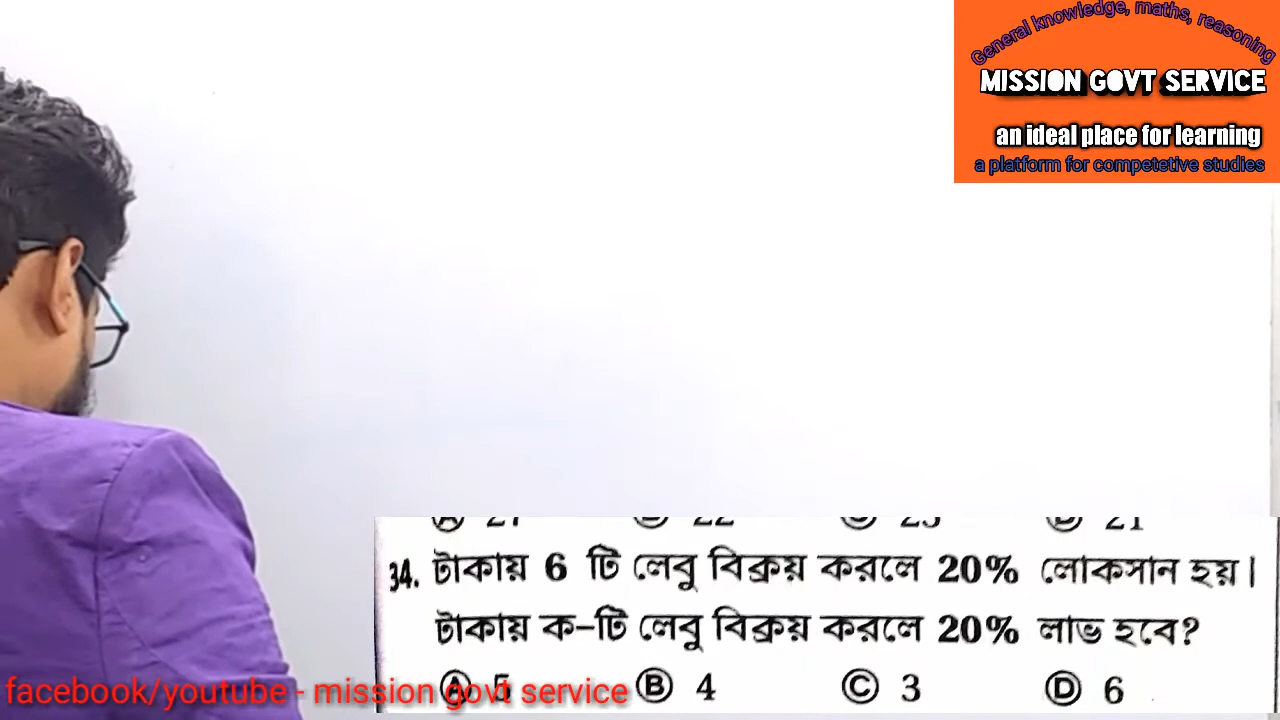 General knowledge, maths, reasoning
MISSION GOVT SERVICE
an ideal place for learning
a platform for competetive studies
34. টাকায় 6 টি লেবু বিক্রয় করলে 20% লোকসান হয়।
টাকায় ক-টি লেবু বিক্রয় করলে 20% লাভ হবে?
Ⓐ 5 Ⓑ 4 Ⓒ 3 Ⓓ 6
facebook/youtube - mission govt service